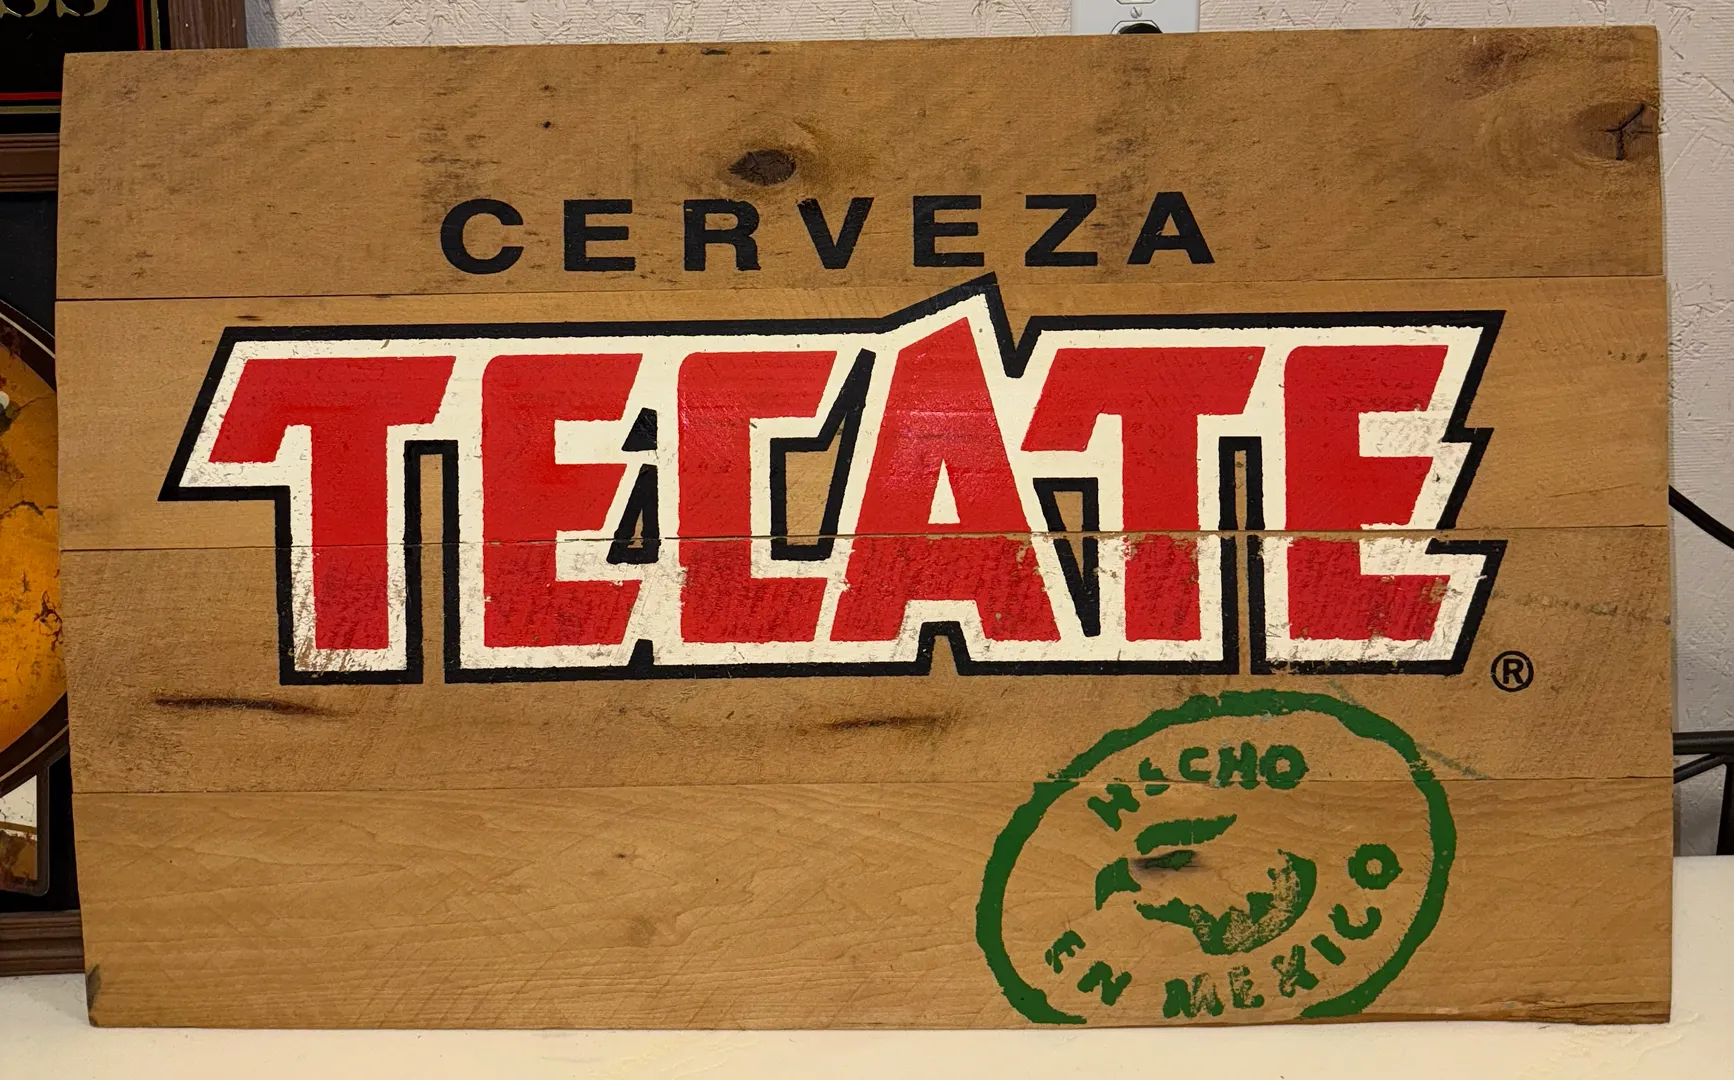 CERVEZA
TECATE
®
HECHO
EN MEXICO